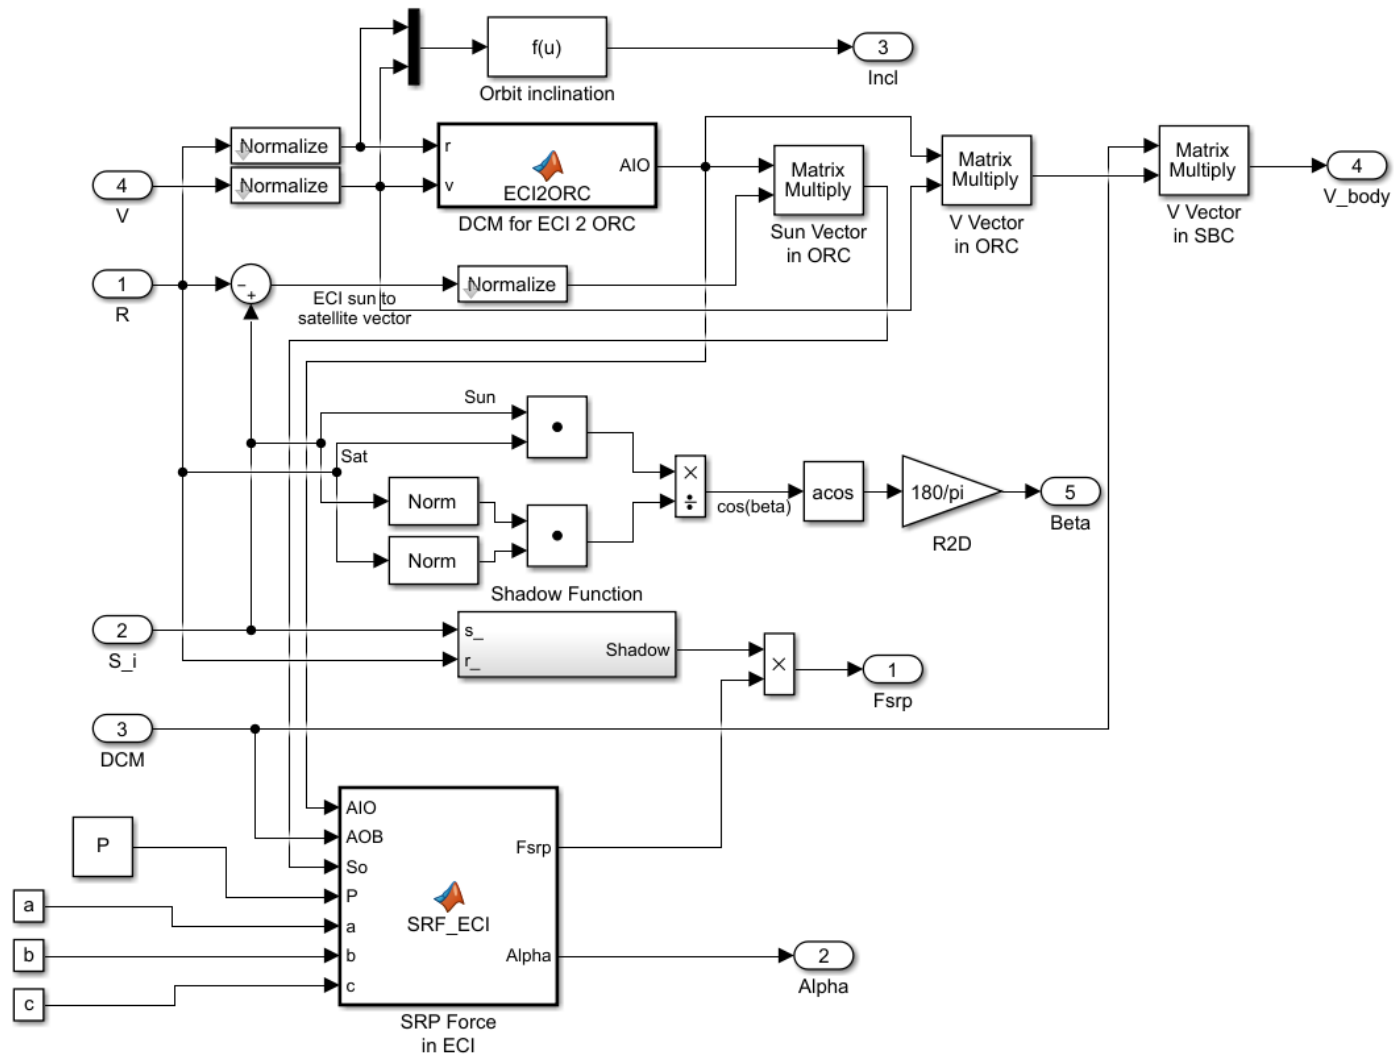 3
Incl
f(u)
Orbit inclination
Normalize
Normalize
r
v
AIO
ECI2ORC
DCM for ECI 2 ORC
Matrix
Multiply
Sun Vector
in ORC
Matrix
Multiply
V Vector
in ORC
Matrix
Multiply
V Vector
in SBC
4
V_body
4
V
1
R
−
+
ECI sun to
satellite vector
Normalize
Sun
Sat
Norm
Norm
×
÷
cos(beta)
acos
180/pi
R2D
5
Beta
Shadow Function
s_
r_
Shadow
2
S_i
×
1
Fsrp
3
DCM
P
a
b
c
AIO
AOB
So
P
a
b
c
SRF_ECI
Fsrp
Alpha
SRP Force
in ECI
2
Alpha